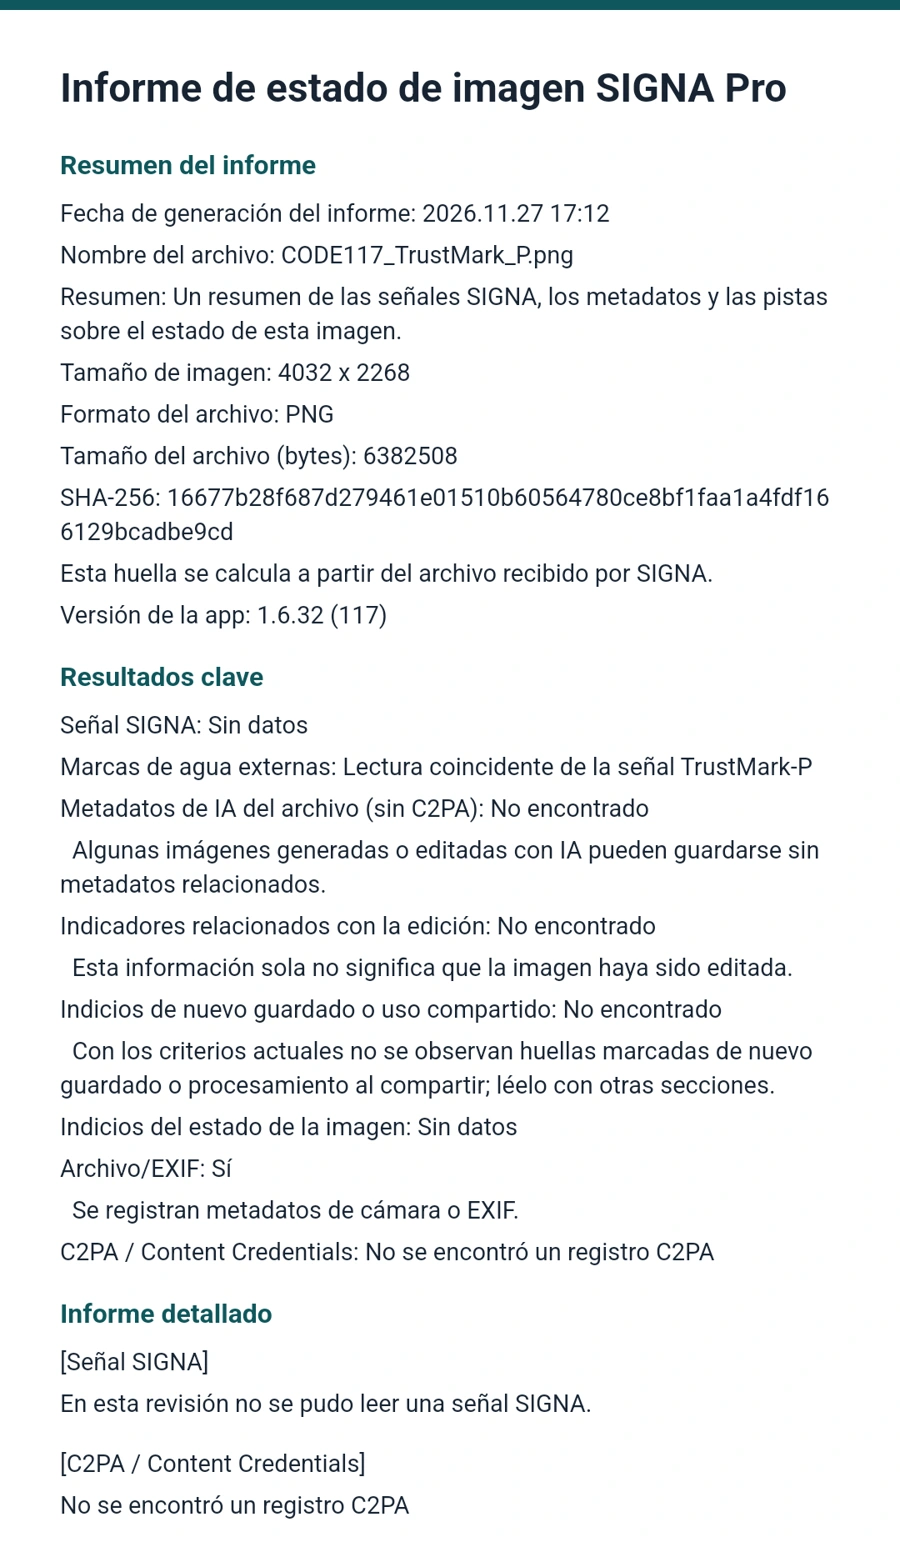 Informe de estado de imagen SIGNA Pro
Resumen del informe
Fecha de generación del informe: 2026.11.27 17:12
Nombre del archivo: CODE117_TrustMark_P.png
Resumen: Un resumen de las señales SIGNA, los metadatos y las pistas
sobre el estado de esta imagen.
Tamaño de imagen: 4032 x 2268
Formato del archivo: PNG
Tamaño del archivo (bytes): 6382508
SHA-256: 16677b28f687d279461e01510b60564780ce8bf1faa1a4fdf16
6129bcadbe9cd
Esta huella se calcula a partir del archivo recibido por SIGNA.
Versión de la app: 1.6.32 (117)
Resultados clave
Señal SIGNA: Sin datos
Marcas de agua externas: Lectura coincidente de la señal TrustMark-P
Metadatos de IA del archivo (sin C2PA): No encontrado
Algunas imágenes generadas o editadas con IA pueden guardarse sin
metadatos relacionados.
Indicadores relacionados con la edición: No encontrado
Esta información sola no significa que la imagen haya sido editada.
Indicios de nuevo guardado o uso compartido: No encontrado
Con los criterios actuales no se observan huellas marcadas de nuevo
guardado o procesamiento al compartir; léelo con otras secciones.
Indicios del estado de la imagen: Sin datos
Archivo/EXIF: Sí
Se registran metadatos de cámara o EXIF.
C2PA / Content Credentials: No se encontró un registro C2PA
Informe detallado
[Señal SIGNA]
En esta revisión no se pudo leer una señal SIGNA.
[C2PA / Content Credentials]
No se encontró un registro C2PA